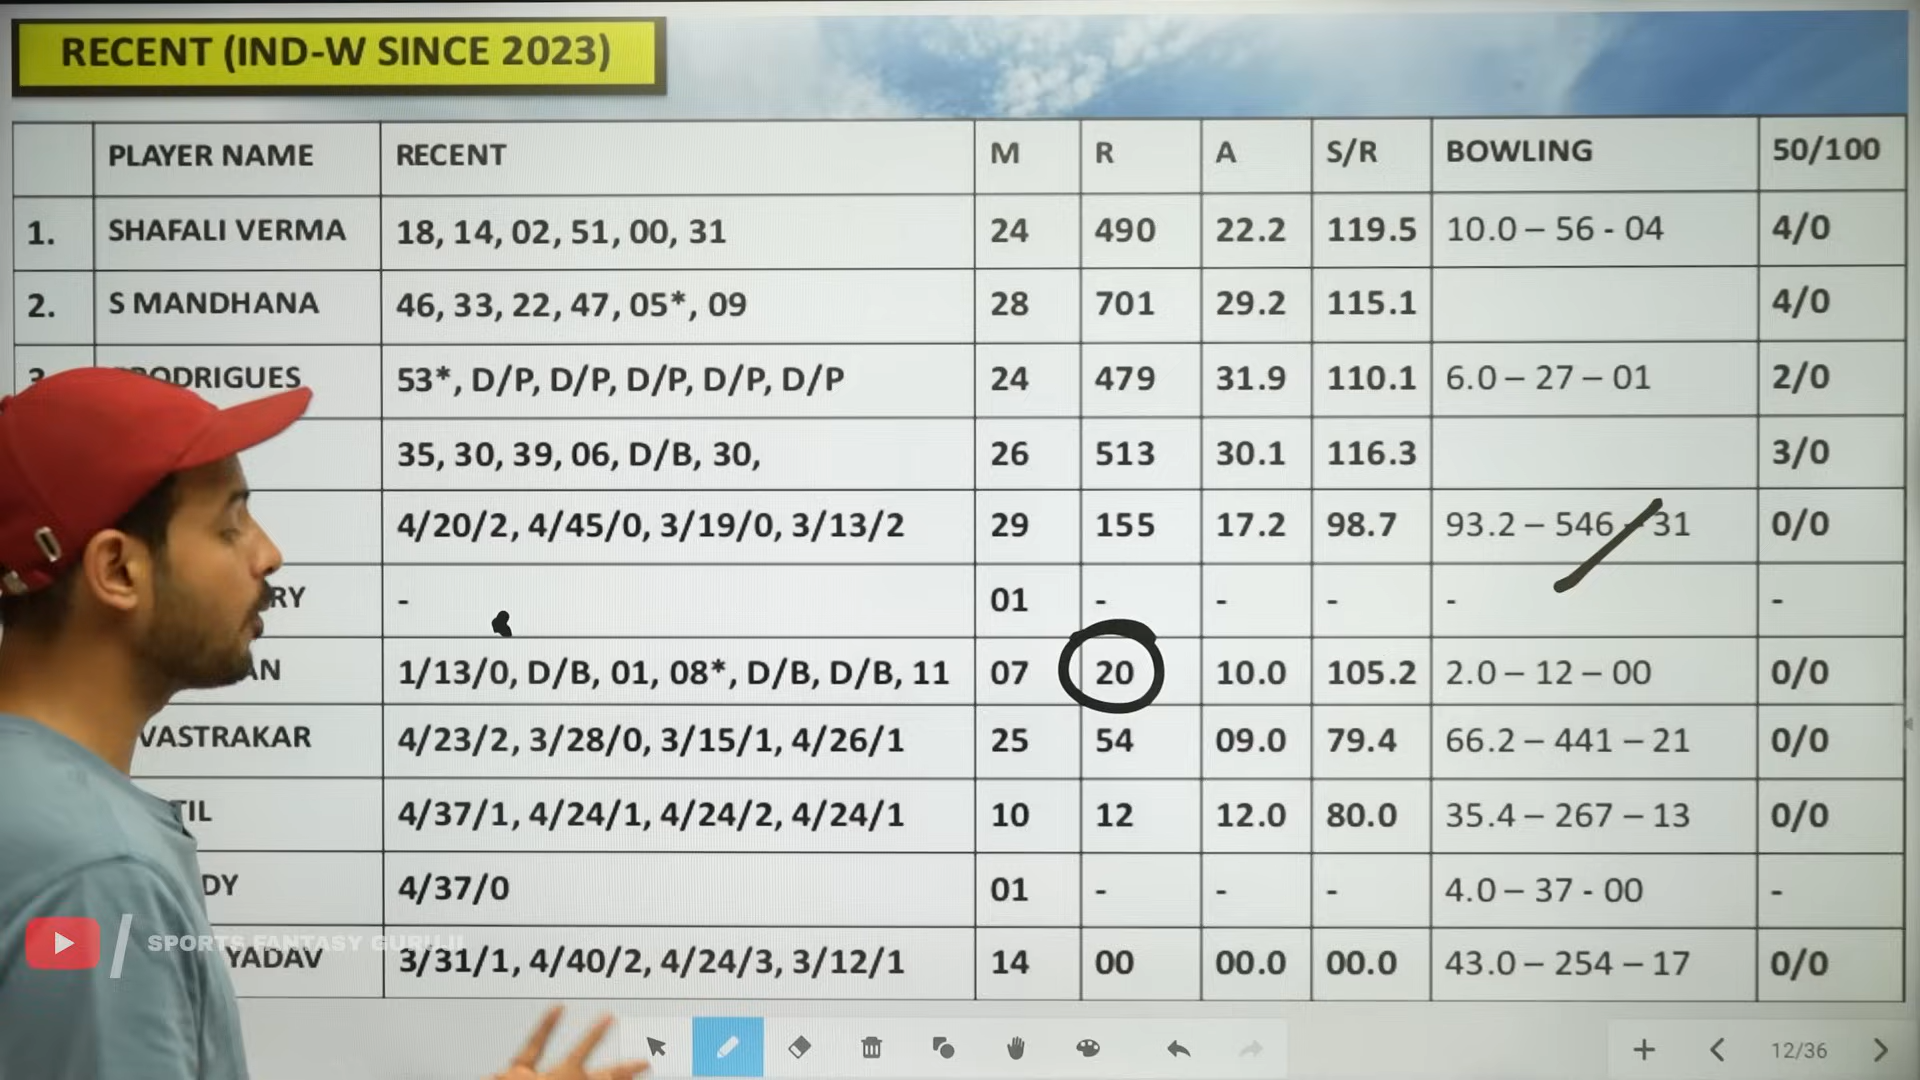 RECENT (IND-W SINCE 2023)
PLAYER NAME RECENT M R A S/R BOWLING 50/100
1. SHAFALI VERMA 18, 14, 02, 51, 00, 31 24 490 22.2 119.5 10.0 – 56 - 04 4/0
2. S MANDHANA 46, 33, 22, 47, 05*, 09 28 701 29.2 115.1 4/0
3. RODRIGUES 53*, D/P, D/P, D/P, D/P, D/P 24 479 31.9 110.1 6.0 – 27 – 01 2/0
35, 30, 39, 06, D/B, 30, 26 513 30.1 116.3 3/0
4/20/2, 4/45/0, 3/19/0, 3/13/2 29 155 17.2 98.7 93.2 – 546 – 31 0/0
RY - 01 - - - - -
AN 1/13/0, D/B, 01, 08*, D/B, D/B, 11 07 20 10.0 105.2 2.0 – 12 – 00 0/0
VASTRAKAR 4/23/2, 3/28/0, 3/15/1, 4/26/1 25 54 09.0 79.4 66.2 – 441 – 21 0/0
TIL 4/37/1, 4/24/1, 4/24/2, 4/24/1 10 12 12.0 80.0 35.4 – 267 – 13 0/0
DY 4/37/0 01 - - - 4.0 – 37 - 00 -
YADAV 3/31/1, 4/40/2, 4/24/3, 3/12/1 14 00 00.0 00.0 43.0 – 254 – 17 0/0
SPORTS FANTASY GURUJI
12/36